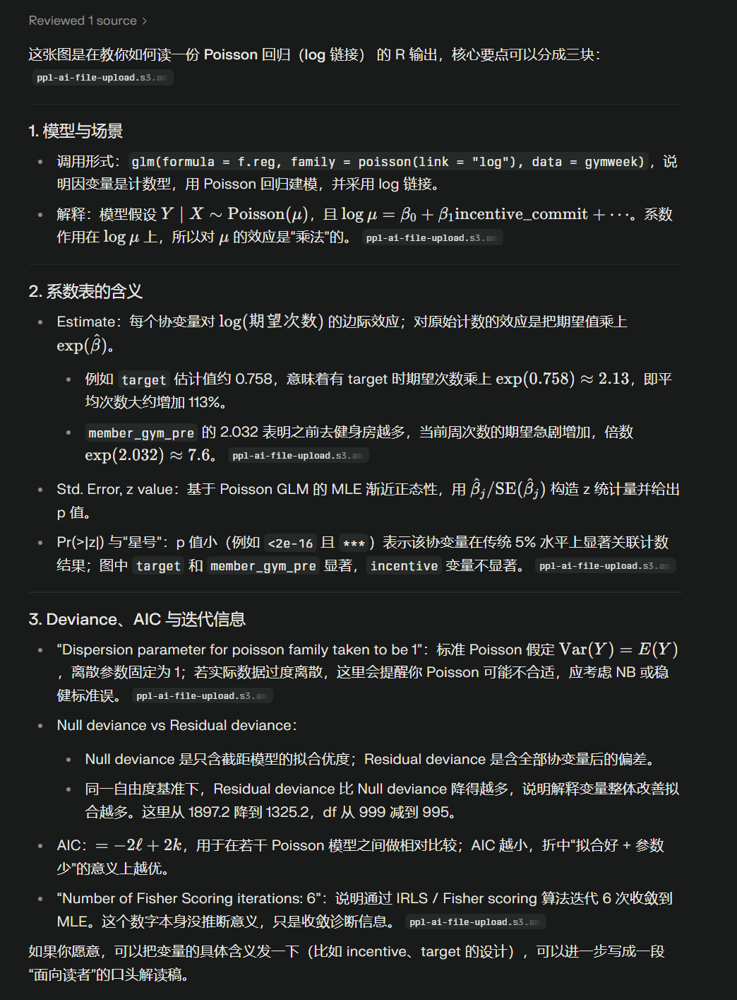 Reviewed 1 source >
这张图是在教你如何读一份 Poisson 回归（log 链接） 的 R 输出，核心要点可以分成三块：
ppl-ai-file-upload.s3.am
1. 模型与场景
• 调用形式：glm(formula = f.reg, family = poisson(link = "log"), data = gymweek)，说
明因变量是计数型，用 Poisson 回归建模，并采用 log 链接。
• 解释：模型假设 Y | X ∼ Poisson(μ)，且 log μ = β₀ + β₁incentive_commit + ⋯。系数
作用在 log μ 上，所以对 μ 的效应是“乘法”的。 ppl-ai-file-upload.s3.am
2. 系数表的含义
• Estimate：每个协变量对 log(期望次数) 的边际效应；对原始计数的效应是把期望值乘上
exp(β̂)。
• 例如 target 估计值约 0.758，意味着有 target 时期望次数乘上 exp(0.758) ≈ 2.13，即平
均次数大约增加 113%。
• member_gym_pre 的 2.032 表明之前去健身房越多，当前周次数的期望急剧增加，倍数
exp(2.032) ≈ 7.6。 ppl-ai-file-upload.s3.am
• Std. Error, z value：基于 Poisson GLM 的 MLE 渐近正态性，用 β̂ⱼ/SE(β̂ⱼ) 构造 z 统计量并给出
p 值。
• Pr(>|z|) 与“星号”：p 值小（例如 <2e-16 且 ***）表示该协变量在传统 5% 水平上显著关联计数
结果；图中 target 和 member_gym_pre 显著，incentive 变量不显著。 ppl-ai-file-upload.s3.am
3. Deviance、AIC 与迭代信息
• “Dispersion parameter for poisson family taken to be 1”：标准 Poisson 假定 Var(Y) = E(Y)
，离散参数固定为 1；若实际数据过度离散，这里会提醒你 Poisson 可能不合适，应考虑 NB 或稳
健标准误。 ppl-ai-file-upload.s3.am
• Null deviance vs Residual deviance：
• Null deviance 是只含截距模型的拟合优度；Residual deviance 是含全部协变量后的偏差。
• 同一自由度基准下，Residual deviance 比 Null deviance 降得越多，说明解释变量整体改善拟
合越多。这里从 1897.2 降到 1325.2，df 从 999 减到 995。
• AIC：= −2ℓ + 2k，用于在若干 Poisson 模型之间做相对比较；AIC 越小，折中“拟合好 + 参数
少”的意义上越优。
• “Number of Fisher Scoring iterations: 6”：说明通过 IRLS / Fisher scoring 算法迭代 6 次收敛到
MLE。这个数字本身没推断意义，只是收敛诊断信息。 ppl-ai-file-upload.s3.am
如果你愿意，可以把变量的具体含义发一下（比如 incentive、target 的设计），可以进一步写成一段
“面向读者”的口头解读稿。